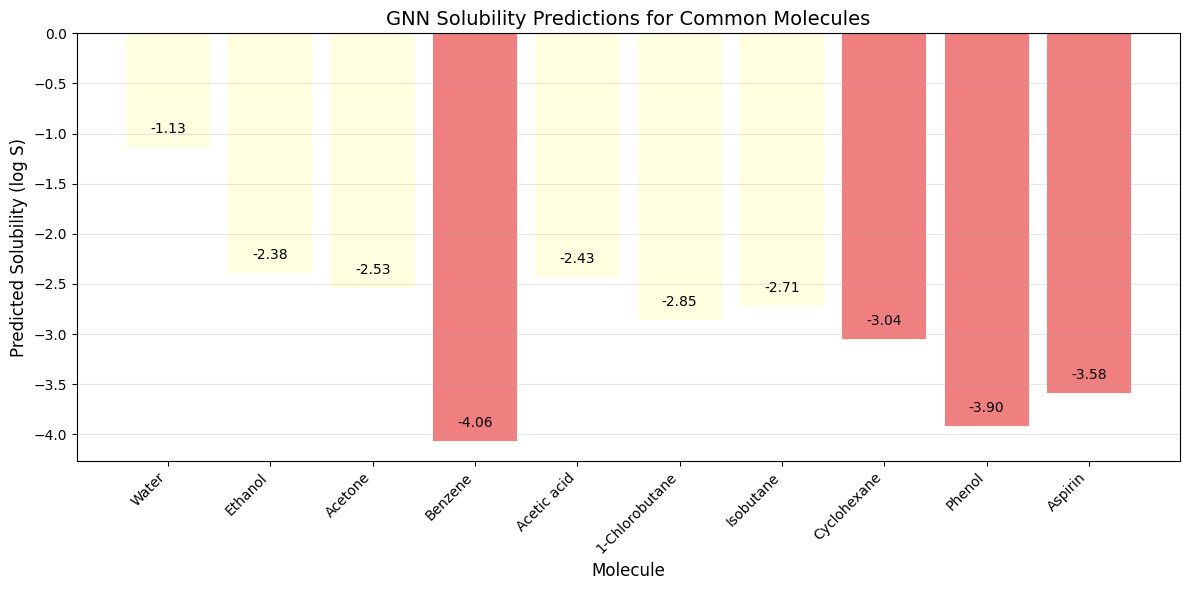 GNN Solubility Predictions for Common Molecules
Predicted Solubility (log S)
0.0
−0.5
−1.0
−1.5
−2.0
−2.5
−3.0
−3.5
−4.0
-1.13
-2.38
-2.53
-4.06
-2.43
-2.85
-2.71
-3.04
-3.90
-3.58
Water
Ethanol
Acetone
Benzene
Acetic acid
1-Chlorobutane
Isobutane
Cyclohexane
Phenol
Aspirin
Molecule